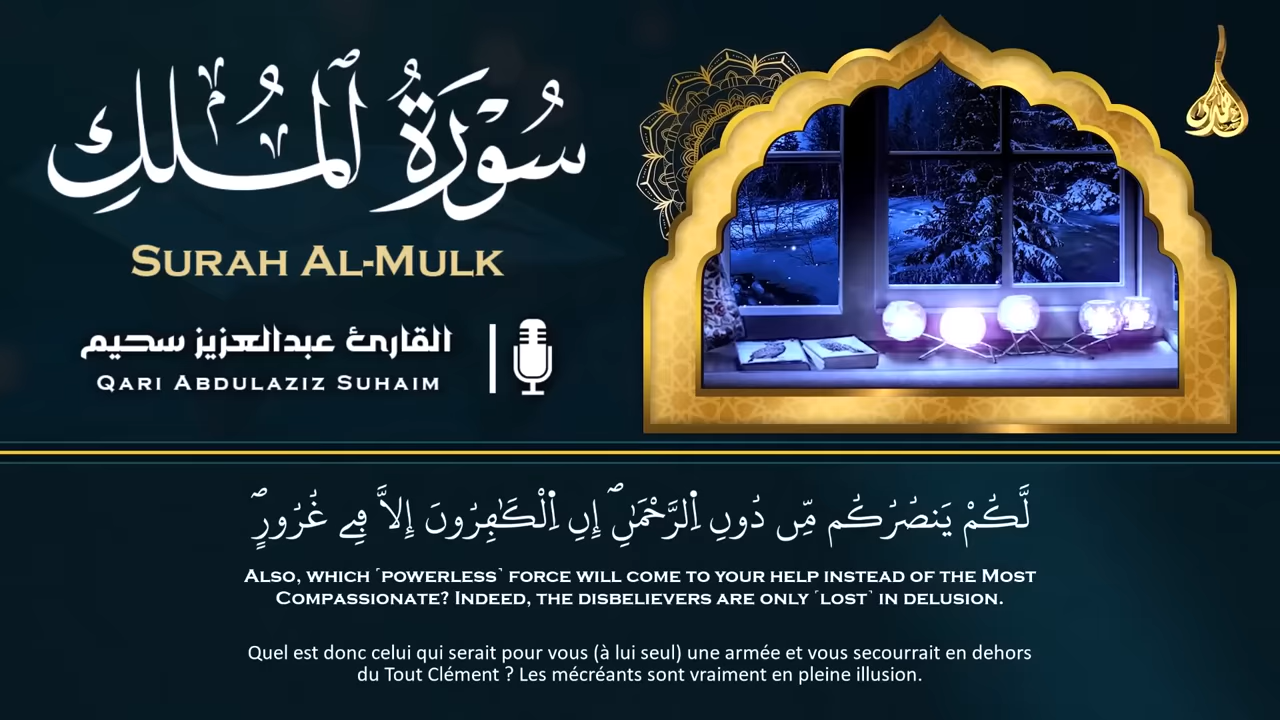 سُورَةُ ٱلْمُلْكِ
SURAH AL-MULK
القارئ عبدالعزيز سحيم
QARI ABDULAZIZ SUHAIM
لَّكُمْ يَنصُرُكُم مِّن دُونِ اِ۬لرَّحْمَٰنِۖ إِنِ اِ۬لْكَٰفِرُونَ إِلَّا فِے غُرُورٍۖ
ALSO, WHICH ˹POWERLESS˺ FORCE WILL COME TO YOUR HELP INSTEAD OF THE MOST
COMPASSIONATE? INDEED, THE DISBELIEVERS ARE ONLY ˹LOST˺ IN DELUSION.
Quel est donc celui qui serait pour vous (à lui seul) une armée et vous secourrait en dehors
du Tout Clément ? Les mécréants sont vraiment en pleine illusion.